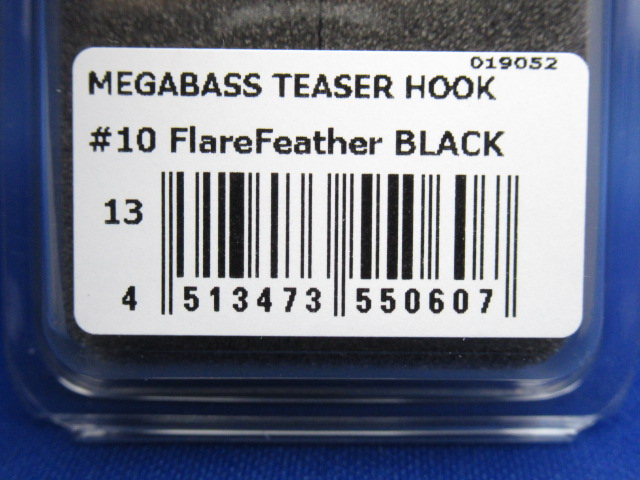 019052
MEGABASS TEASER HOOK
#10 FlareFeather BLACK
13
4 513473 550607